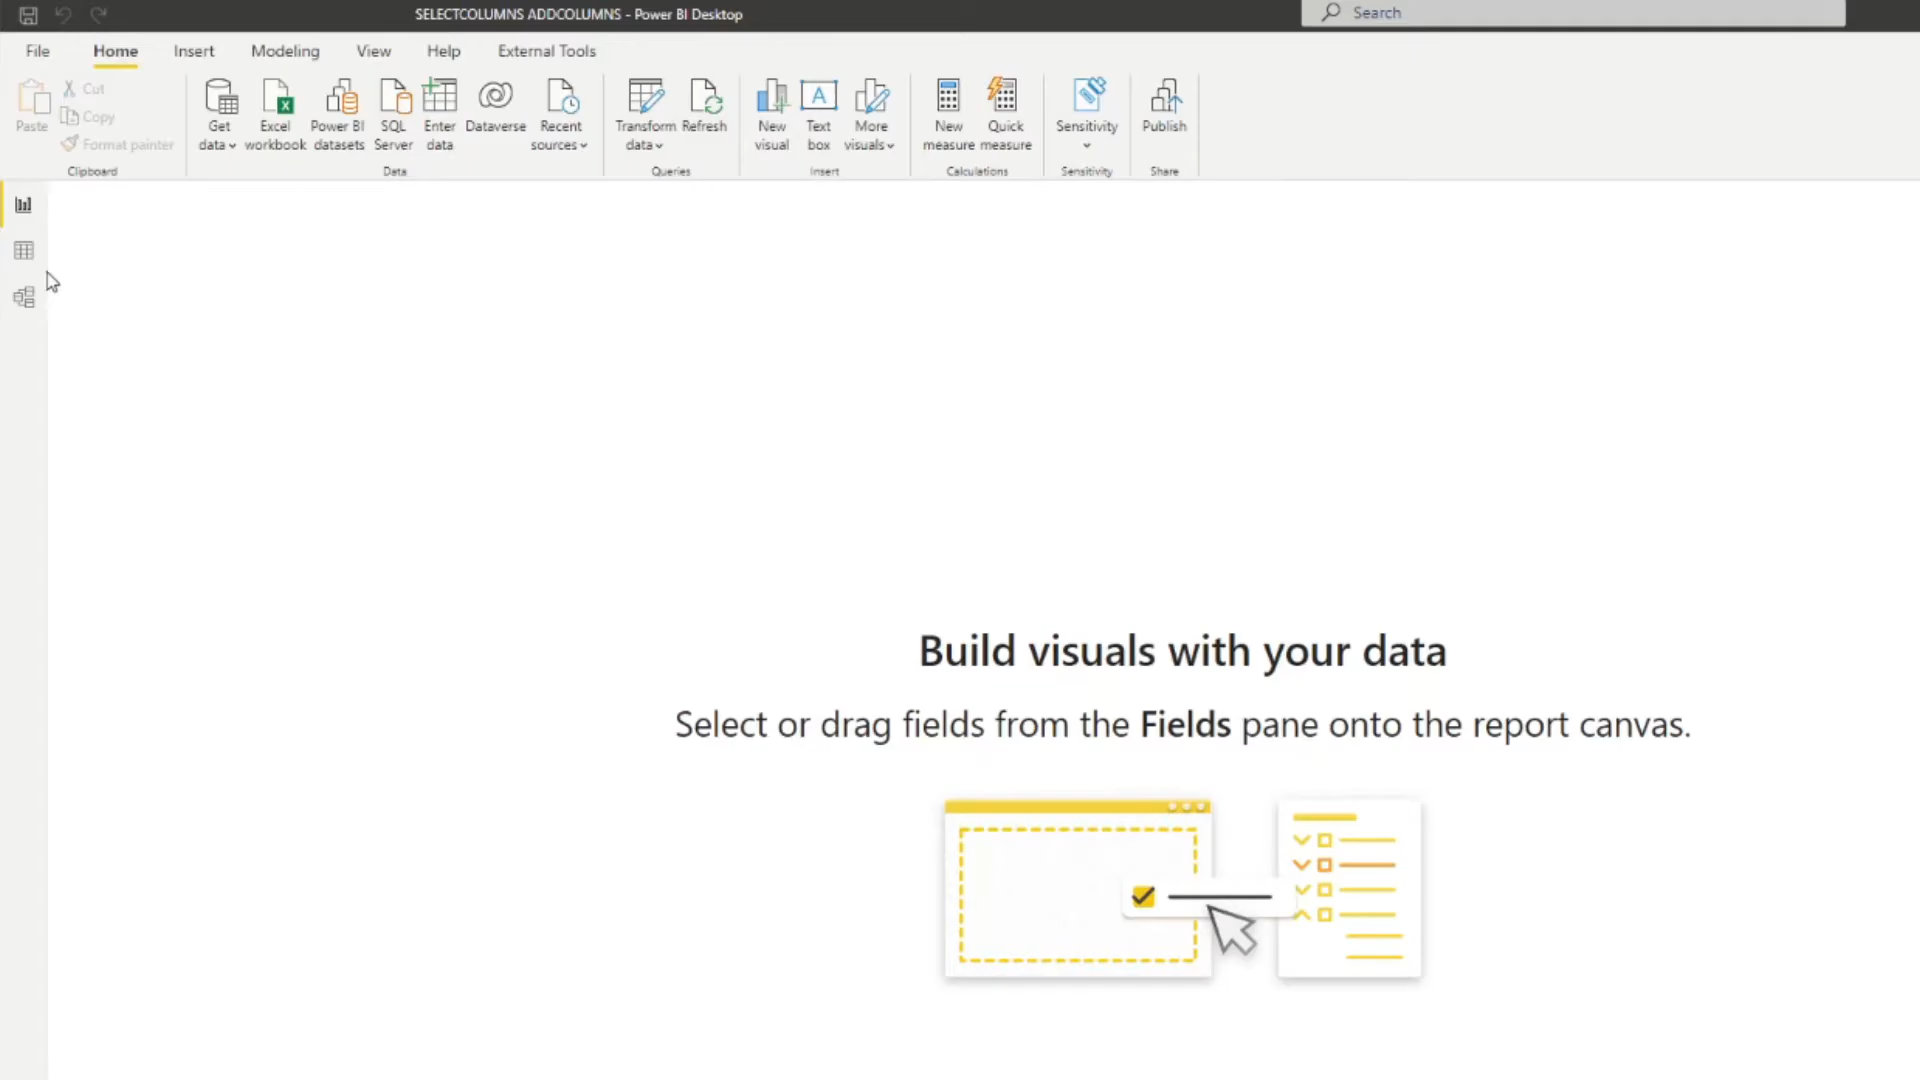 SELECTCOLUMNS ADDCOLUMNS - Power BI Desktop
Search
File Home Insert Modeling View Help External Tools
Paste
Cut
Copy
Format painter
Clipboard
Get data
Excel workbook
Power BI datasets
SQL Server
Enter data
Dataverse
Recent sources
Data
Transform data
Refresh
Queries
New visual
A
Text box
More visuals
Insert
New measure
Quick measure
Calculations
Sensitivity
Sensitivity
Publish
Share
Build visuals with your data
Select or drag fields from the Fields pane onto the report canvas.